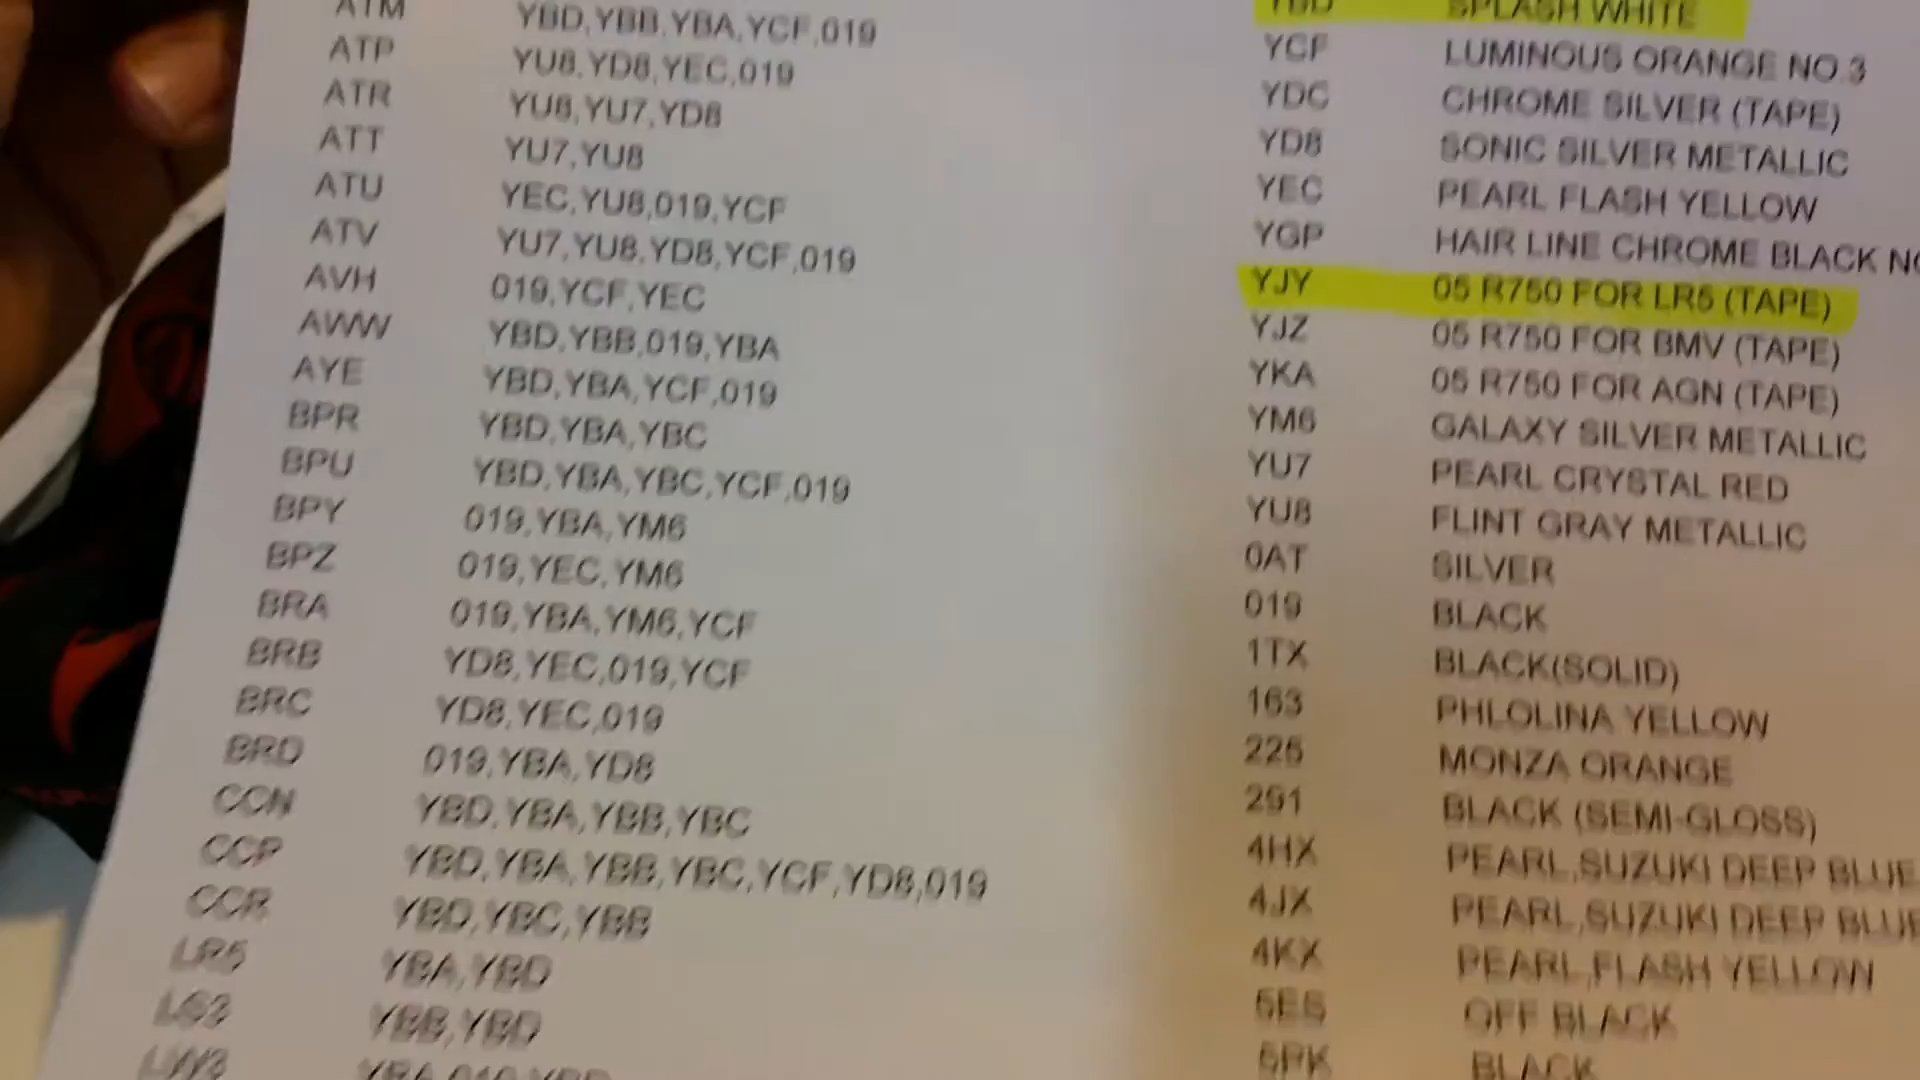 ATM YBD,YBB,YBA,YCF,019
ATP YU8,YD8,YEC,019
ATR YU8,YU7,YD8
ATT YU7,YU8
ATU YEC,YU8,019,YCF
ATV YU7,YU8,YD8,YCF,019
AVH 019,YCF,YEC
AWW YBD,YBB,019,YBA
AYE YBD,YBA,YCF,019
BPR YBD,YBA,YBC
BPU YBD,YBA,YBC,YCF,019
BPY 019,YBA,YM6
BPZ 019,YEC,YM6
BRA 019,YBA,YM6,YCF
BRB YD8,YEC,019,YCF
BRC YD8,YEC,019
BRD 019,YBA,YD8
CCN YBD,YBA,YBB,YBC
CCP YBD,YBA,YBB,YBC,YCF,YD8,019
CCR YBD,YBC,YBB
LR5 YBA,YBD
LS2 YBB,YBD
YBD SPLASH WHITE
YCF LUMINOUS ORANGE NO.3
YDC CHROME SILVER (TAPE)
YD8 SONIC SILVER METALLIC
YEC PEARL FLASH YELLOW
YGP HAIR LINE CHROME BLACK NO
YJY 05 R750 FOR LR5 (TAPE)
YJZ 05 R750 FOR BMV (TAPE)
YKA 05 R750 FOR AGN (TAPE)
YM6 GALAXY SILVER METALLIC
YU7 PEARL CRYSTAL RED
YU8 FLINT GRAY METALLIC
0AT SILVER
019 BLACK
1TX BLACK(SOLID)
163 PHLOLINA YELLOW
225 MONZA ORANGE
291 BLACK (SEMI-GLOSS)
4HX PEARL,SUZUKI DEEP BLUE
4JX PEARL,SUZUKI DEEP BLUE
4KX PEARL,FLASH YELLOW
5ES OFF BLACK
5PK BLACK